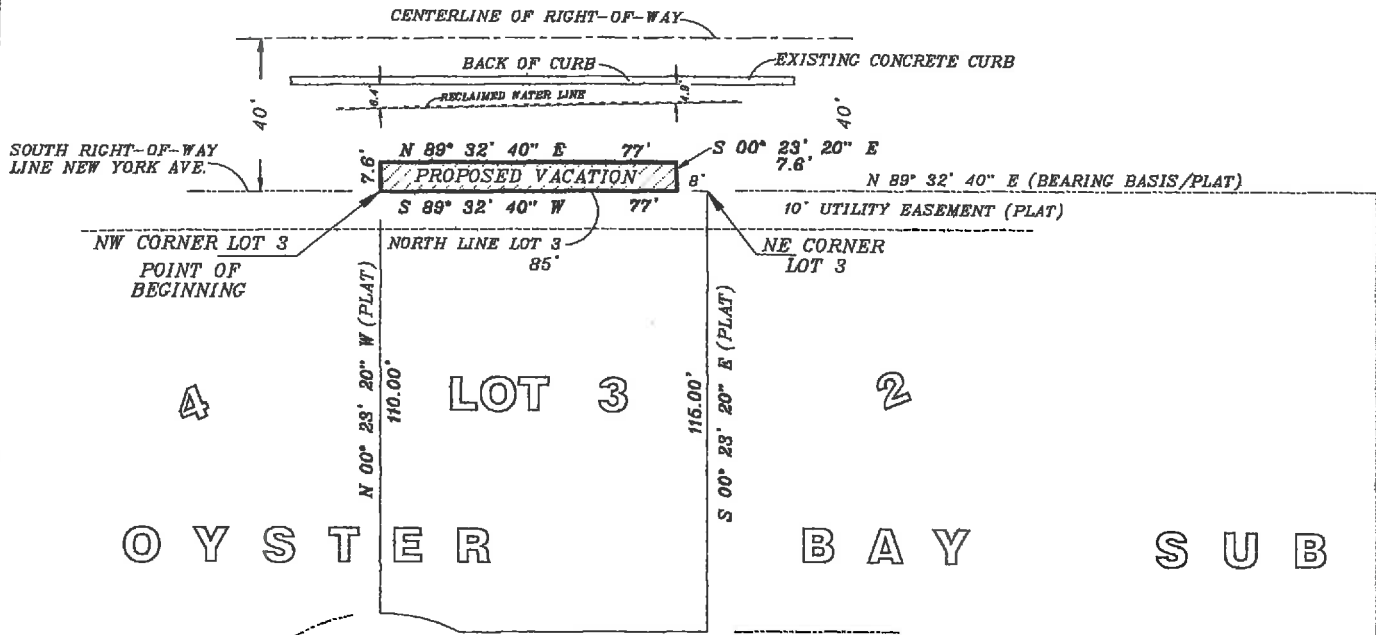 CENTERLINE OF RIGHT-OF-WAY
BACK OF CURB
EXISTING CONCRETE CURB
40'
6.4'
RECLAIMED WATER LINE
4.9'
40'
SOUTH RIGHT-OF-WAY
LINE NEW YORK AVE.
7.6'
N 89° 32' 40" E 77'
S 00° 23' 20" E
7.6'
PROPOSED VACATION
8'
N 89° 32' 40" E (BEARING BASIS/PLAT)
S 89° 32' 40" W 77'
10' UTILITY EASEMENT (PLAT)
NW CORNER LOT 3
POINT OF
BEGINNING
NORTH LINE LOT 3
85'
NE CORNER
LOT 3
N 00° 23' 20" W (PLAT)
110.00'
4
LOT 3
115.00'
S 00° 23' 20" E (PLAT)
2
OYSTER BAY SUB